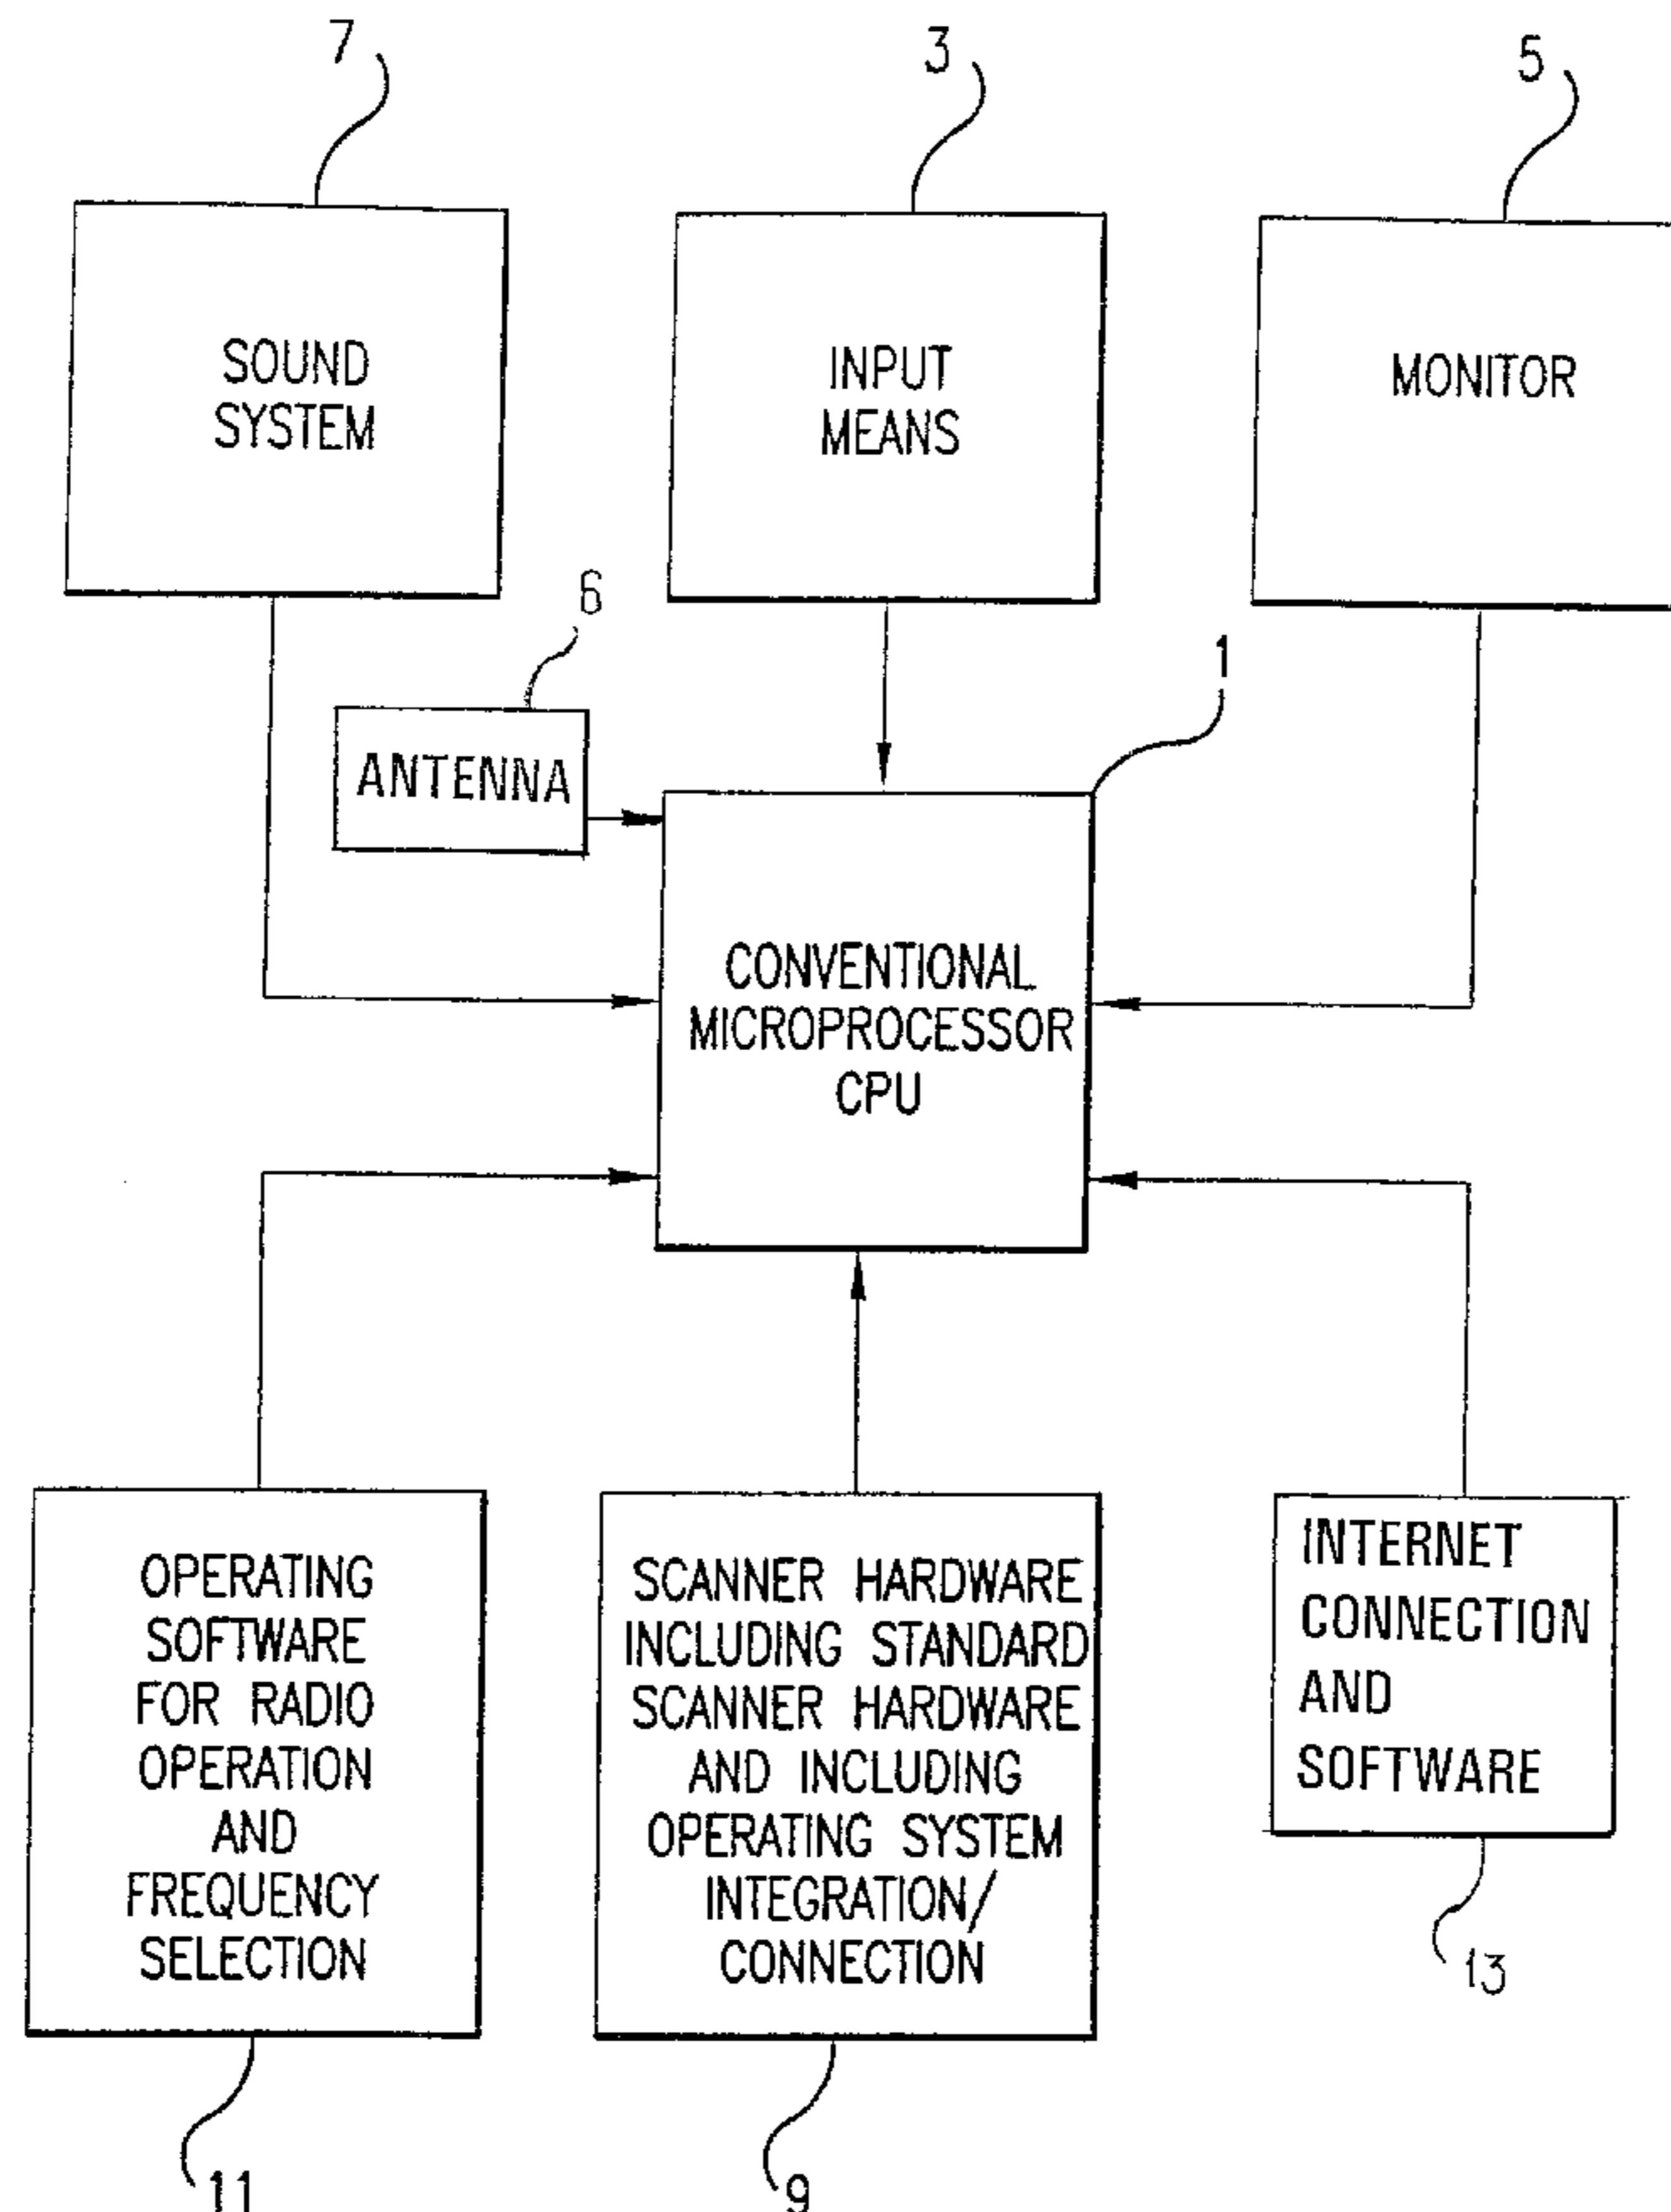 7
3
5
SOUND
SYSTEM
INPUT
MEANS
MONITOR
6
1
ANTENNA
CONVENTIONAL
MICROPROCESSOR
CPU
OPERATING
SOFTWARE
FOR RADIO
OPERATION
AND
FREQUENCY
SELECTION
SCANNER HARDWARE
INCLUDING STANDARD
SCANNER HARDWARE
AND INCLUDING
OPERATING SYSTEM
INTEGRATION/
CONNECTION
INTERNET
CONNECTION
AND
SOFTWARE
13
11
9